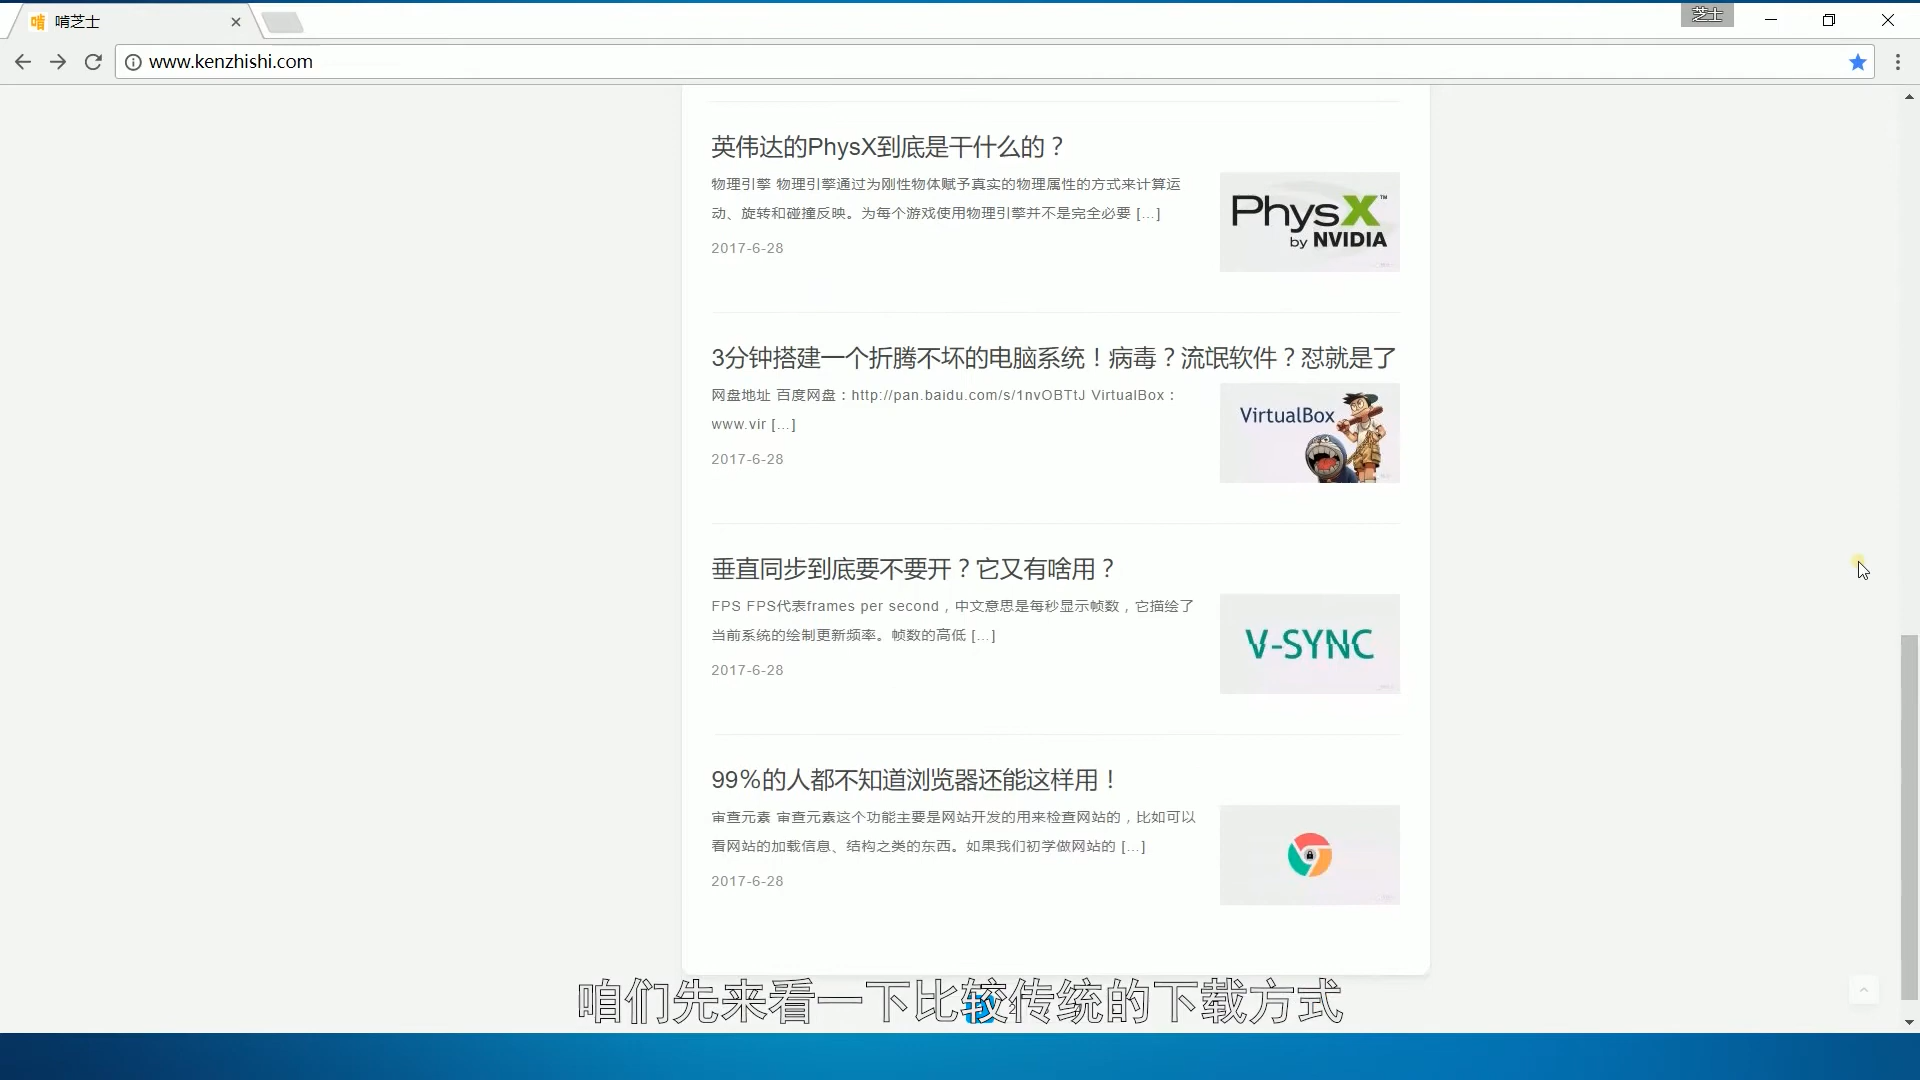 啃芝士
芝士
www.kenzhishi.com
英伟达的PhysX到底是干什么的？
物理引擎 物理引擎通过为刚性物体赋予真实的物理属性的方式来计算运
动、旋转和碰撞反映。为每个游戏使用物理引擎并不是完全必要 [...]
2017-6-28
PhysX™
by NVIDIA
3分钟搭建一个折腾不坏的电脑系统！病毒？流氓软件？怼就是了
网盘地址 百度网盘：http://pan.baidu.com/s/1nvOBTtJ VirtualBox：
www.vir [...]
2017-6-28
VirtualBox
垂直同步到底要不要开？它又有啥用？
FPS FPS代表frames per second，中文意思是每秒显示帧数，它描绘了
当前系统的绘制更新频率。帧数的高低 [...]
2017-6-28
V-SYNC
99%的人都不知道浏览器还能这样用！
审查元素 审查元素这个功能主要是网站开发的用来检查网站的，比如可以
看网站的加载信息、结构之类的东西。如果我们初学做网站的 [...]
2017-6-28
咱们先来看一下比较传统的下载方式